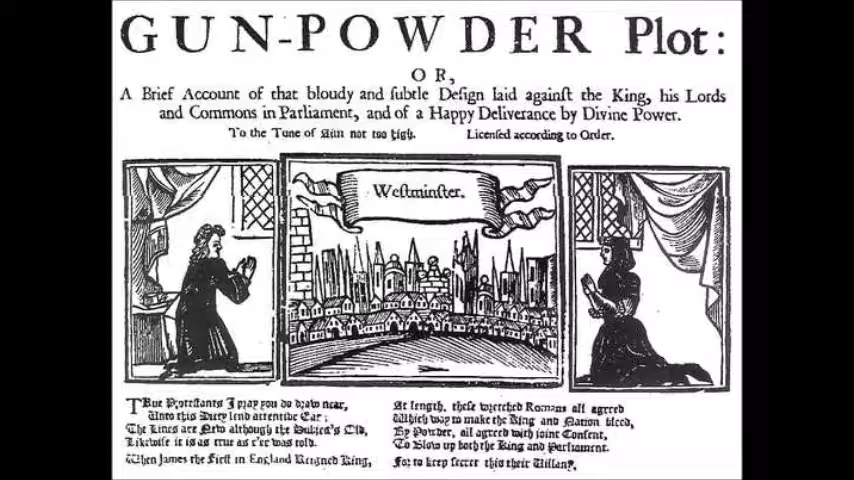 GUN-POWDER Plot:
OR,
A Brief Account of that bloudy and ſubtle Deſign laid againſt the King, his Lords
and Commons in Parliament, and of a Happy Deliverance by Divine Power.
To the Tune of Aim not too high. Licenſed according to Order.
Weſtminſter.
TRue Proteſtants I pray you do draw near,
Unto this Ditty lend attentive Ear;
The Lines are New although the Subject's Old,
Likewiſe it is as true as e'er was told.
When James the Firſt in England Reigned King,
At length, theſe wretched Romans all agreed
Which way to make the King and Nation bleed,
By Powder, all agreed with joint Conſent,
To Blow up both the King and Parliament.
For to keep ſecret this their Villany,